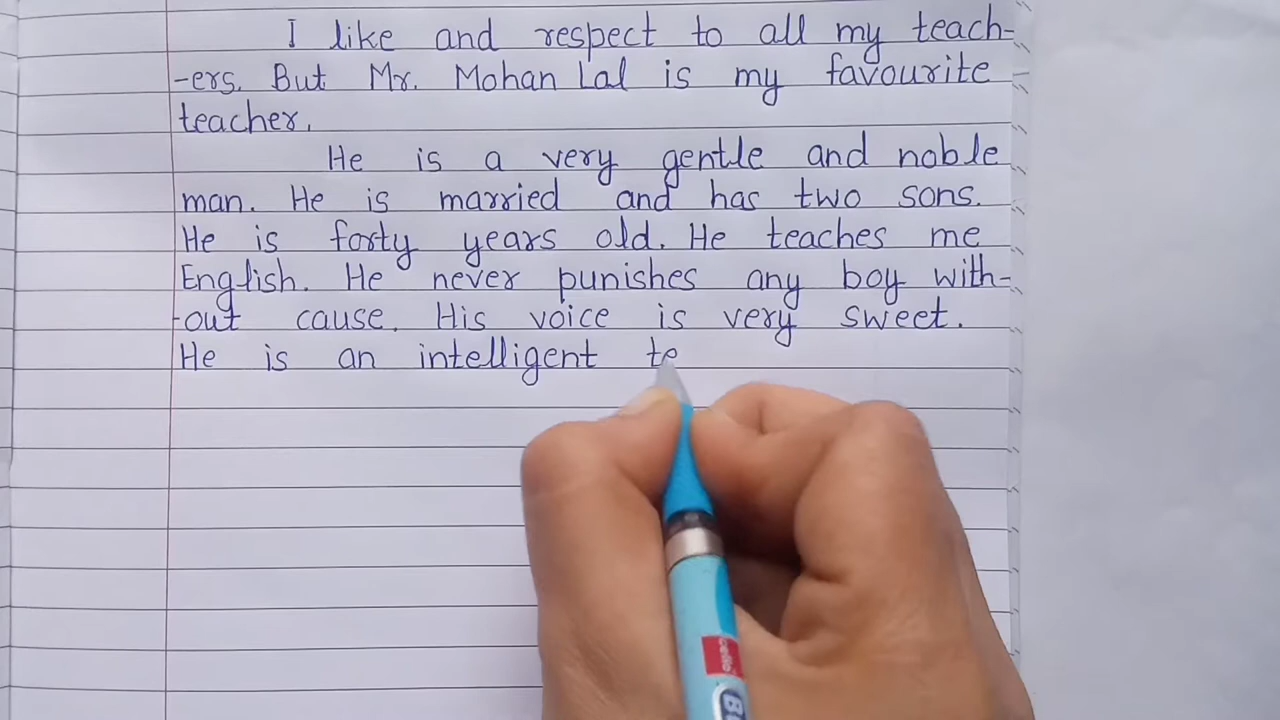 I like and respect to all my teach-
-ers. But Mr. Mohan Lal is my favourite
teacher.
He is a very gentle and noble
man. He is married and has two sons.
He is forty years old. He teaches me
English. He never punishes any boy with-
-out cause. His voice is very sweet.
He is an intelligent te
cello